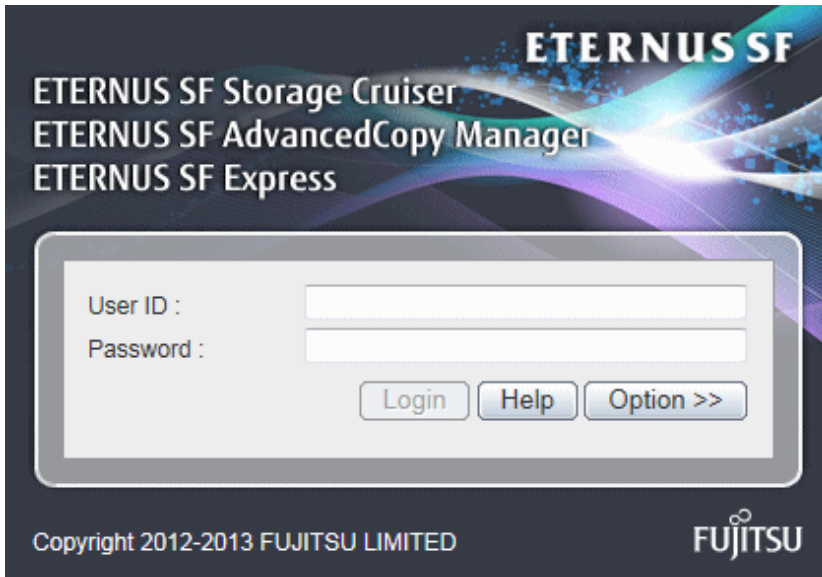 ETERNUS SF
ETERNUS SF Storage Cruiser
ETERNUS SF AdvancedCopy Manager
ETERNUS SF Express
User ID :
Password :
Login Help Option >>
Copyright 2012-2013 FUJITSU LIMITED
FUJITSU